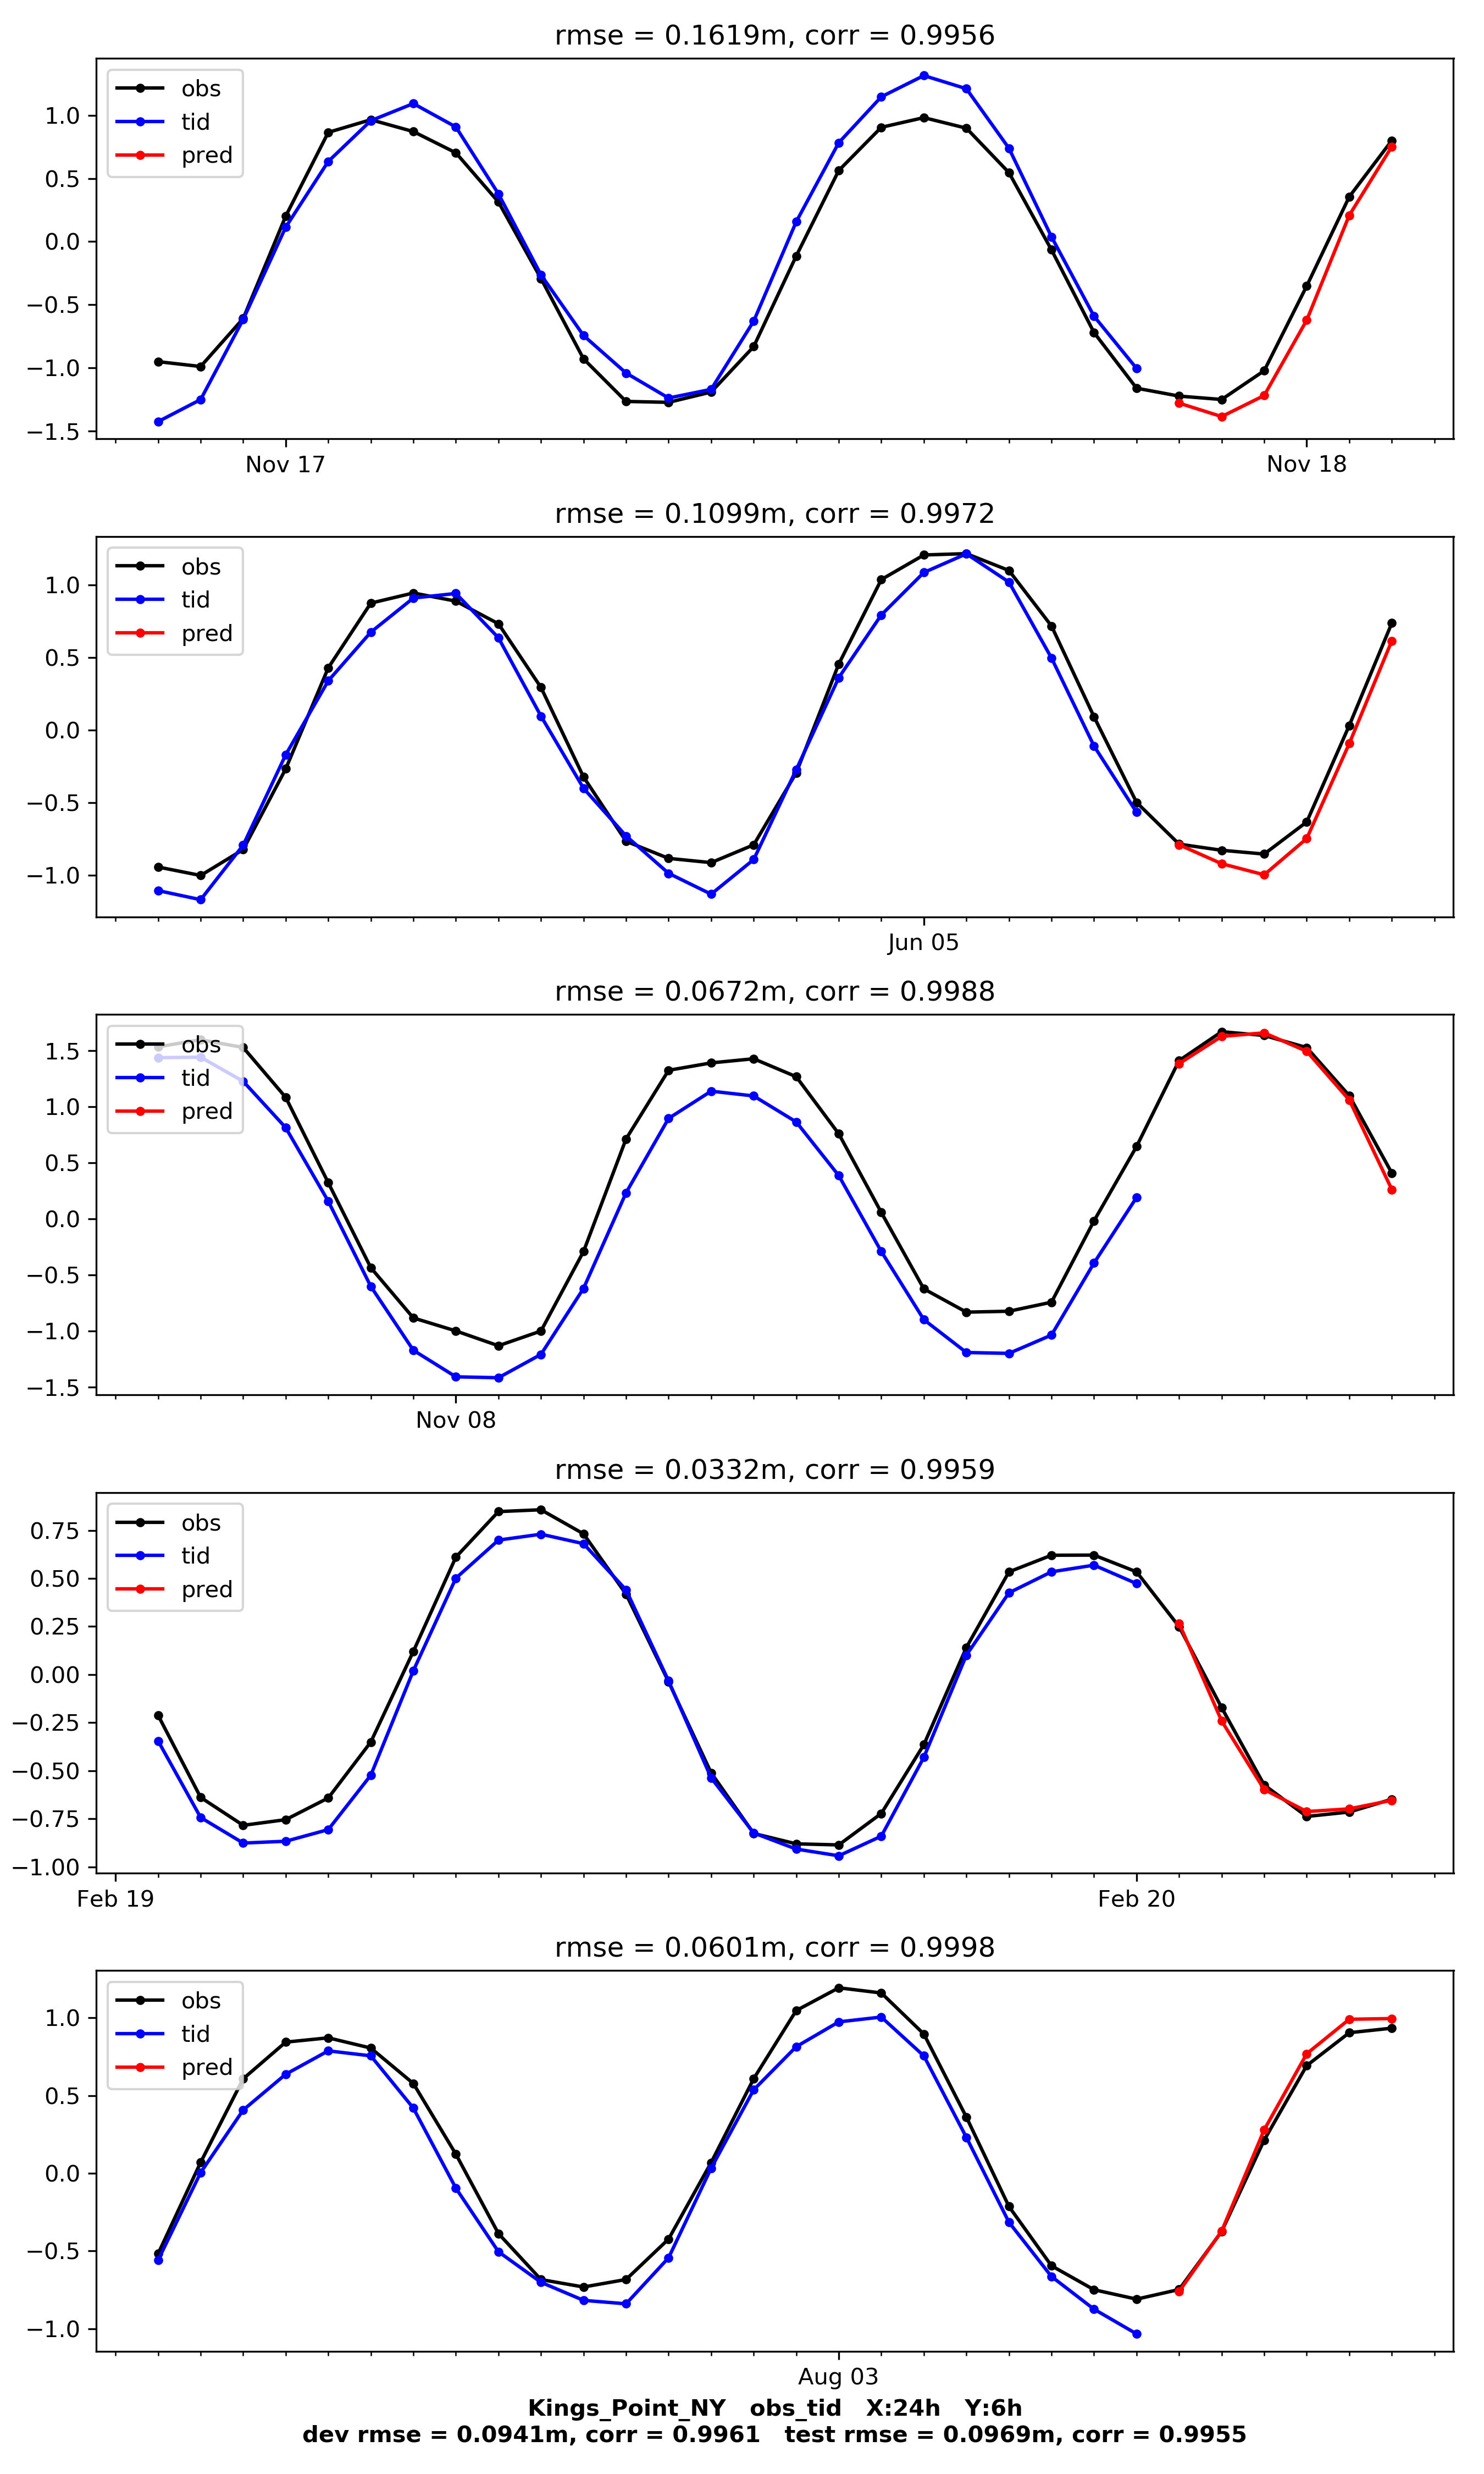 rmse = 0.1619m, corr = 0.9956
obs
tid
pred
1.0
0.5
0.0
−0.5
−1.0
−1.5
Nov 17 Nov 18
rmse = 0.1099m, corr = 0.9972
obs
tid
pred
1.0
0.5
0.0
−0.5
−1.0
Jun 05
rmse = 0.0672m, corr = 0.9988
obs
tid
pred
1.5
1.0
0.5
0.0
−0.5
−1.0
−1.5
Nov 08
rmse = 0.0332m, corr = 0.9959
obs
tid
pred
0.75
0.50
0.25
0.00
−0.25
−0.50
−0.75
−1.00
Feb 19 Feb 20
rmse = 0.0601m, corr = 0.9998
obs
tid
pred
1.0
0.5
0.0
−0.5
−1.0
Aug 03
Kings_Point_NY obs_tid X:24h Y:6h
dev rmse = 0.0941m, corr = 0.9961 test rmse = 0.0969m, corr = 0.9955